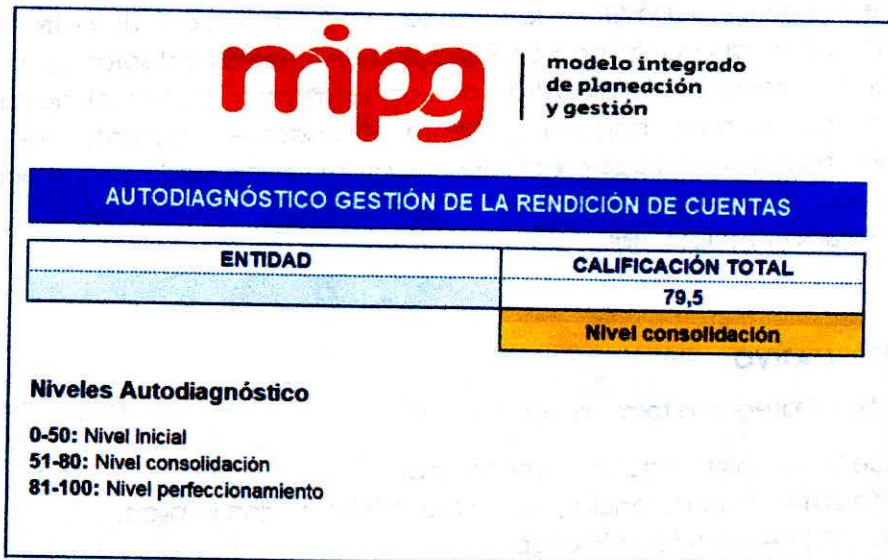 mipg
modelo integrado
de planeación
y gestión
AUTODIAGNÓSTICO GESTIÓN DE LA RENDICIÓN DE CUENTAS
ENTIDAD
CALIFICACIÓN TOTAL
79,5
Nivel consolidación
Niveles Autodiagnóstico
0-50: Nivel Inicial
51-80: Nivel consolidación
81-100: Nivel perfeccionamiento